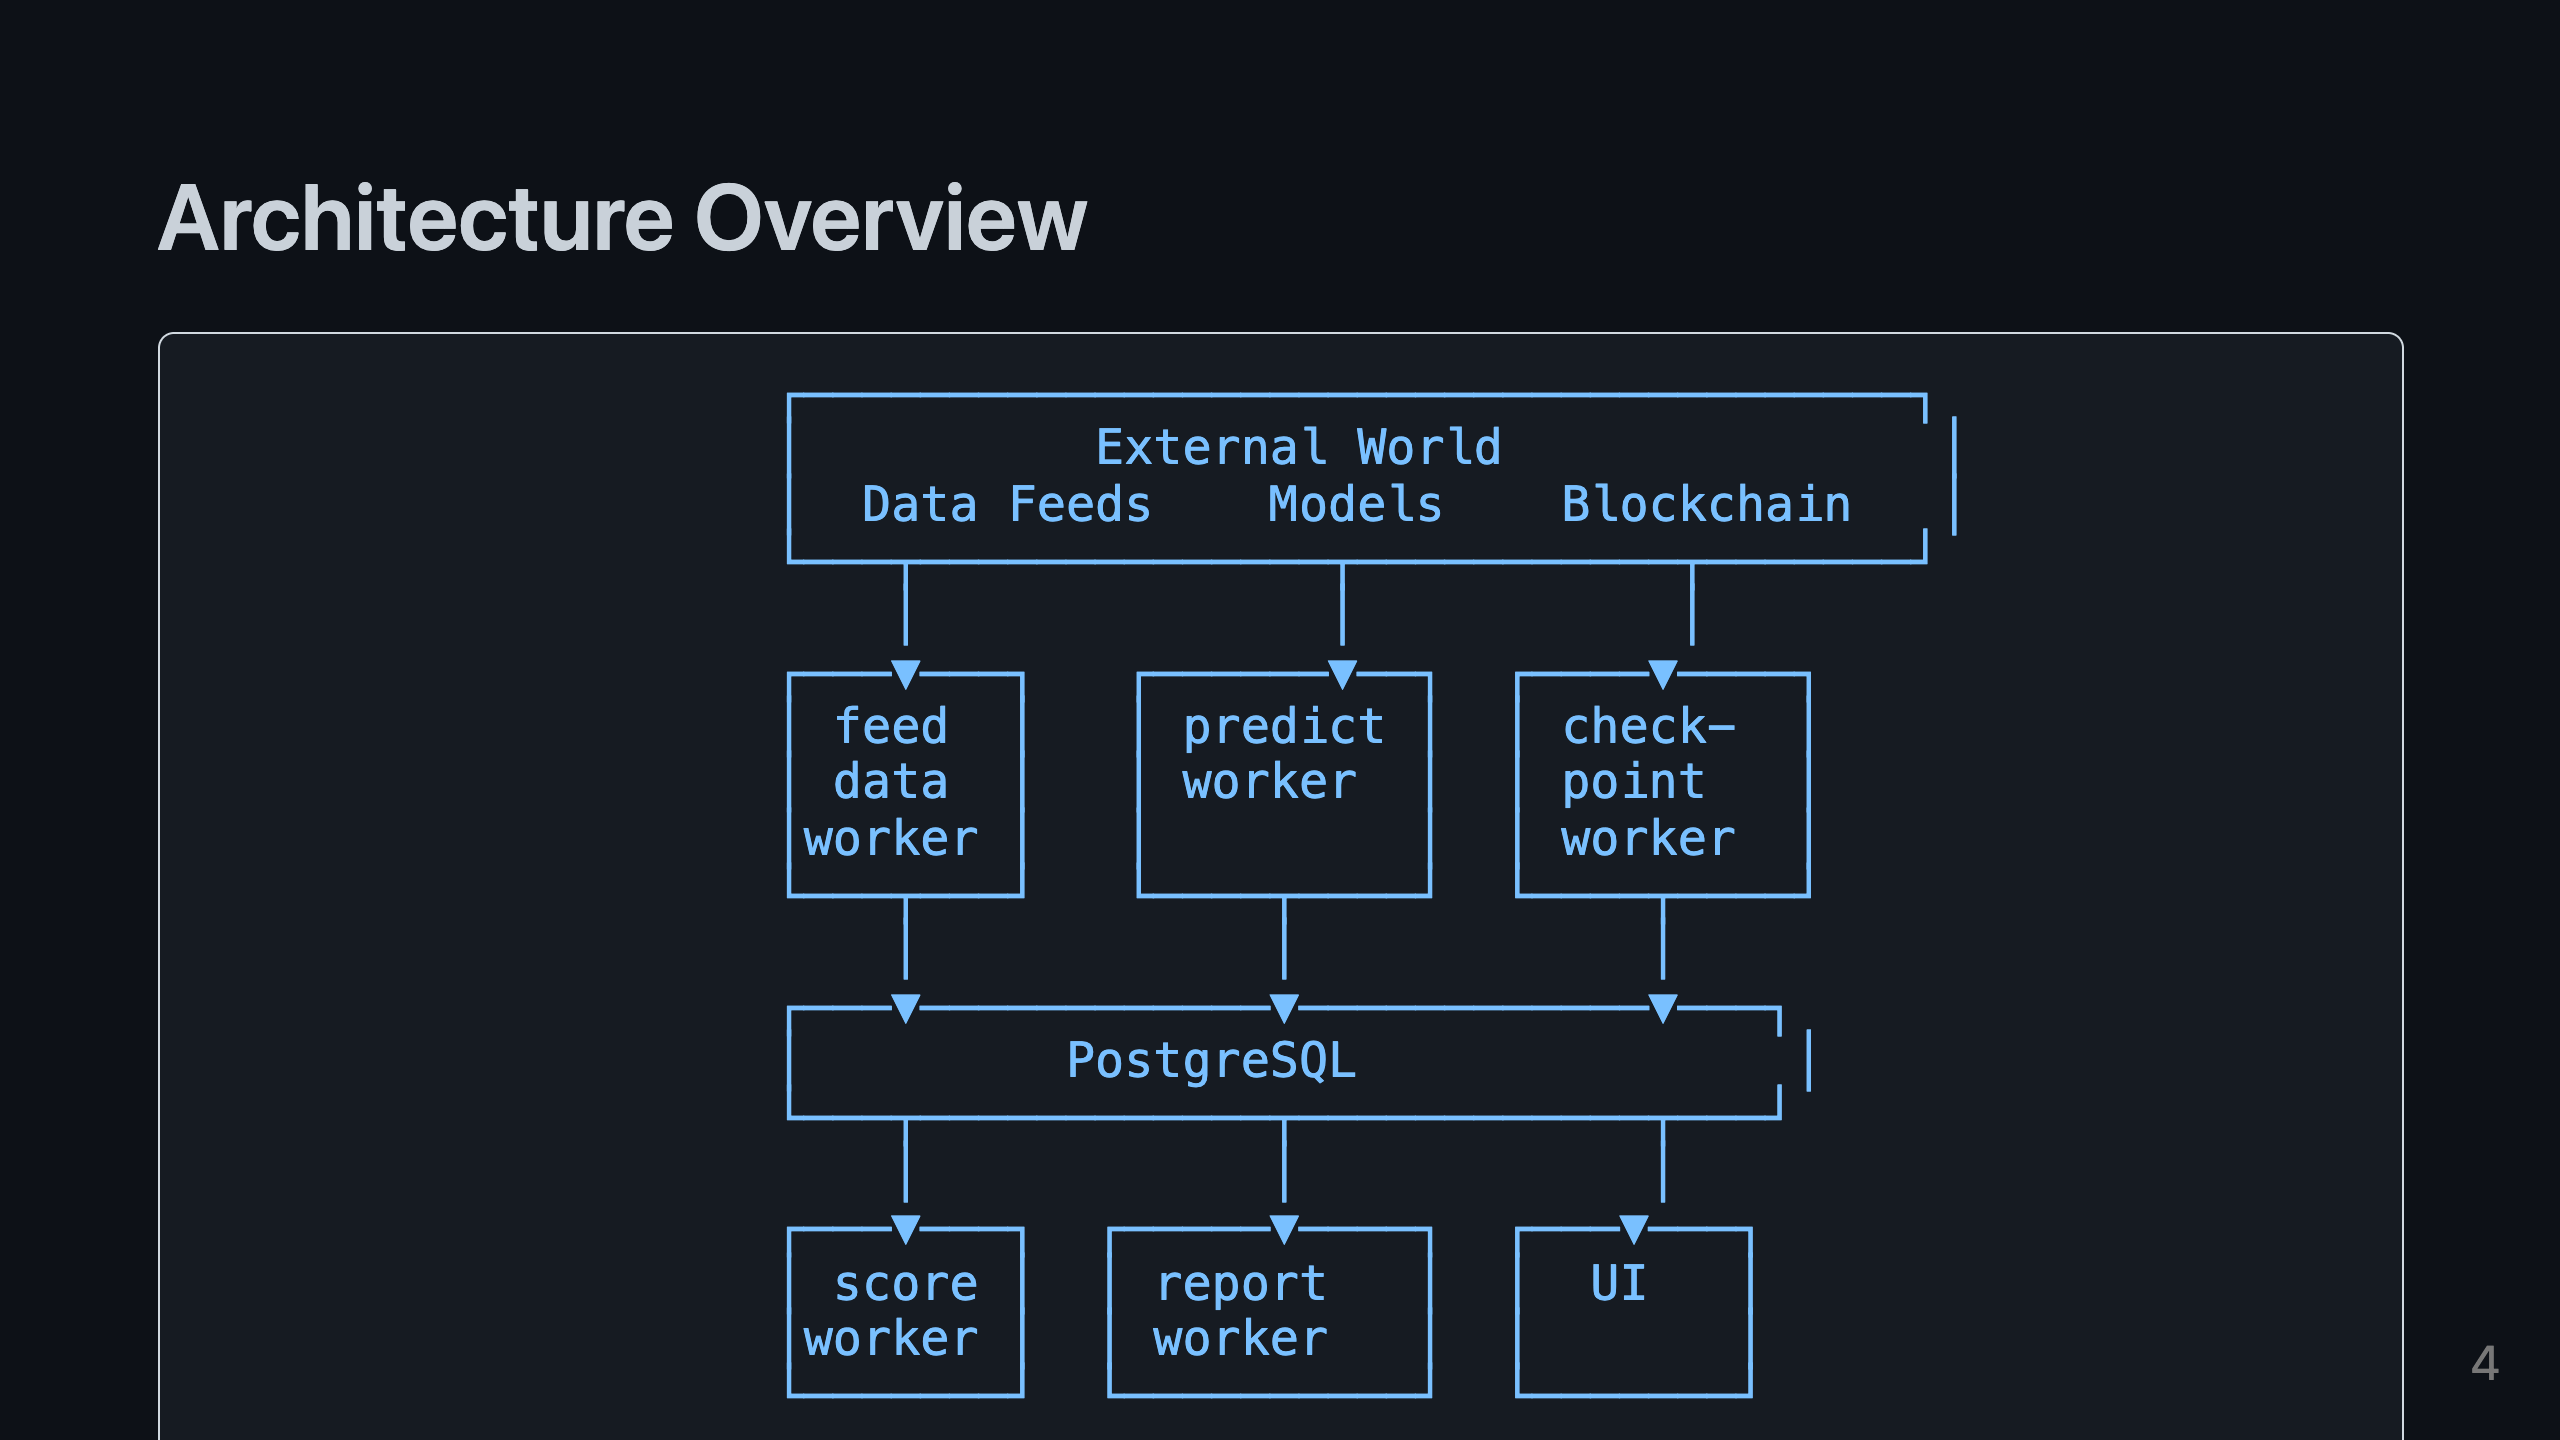 Architecture Overview
External World
Data Feeds Models Blockchain
feed
data
worker
predict
worker
check-
point
worker
PostgreSQL
score
worker
report
worker
UI
4